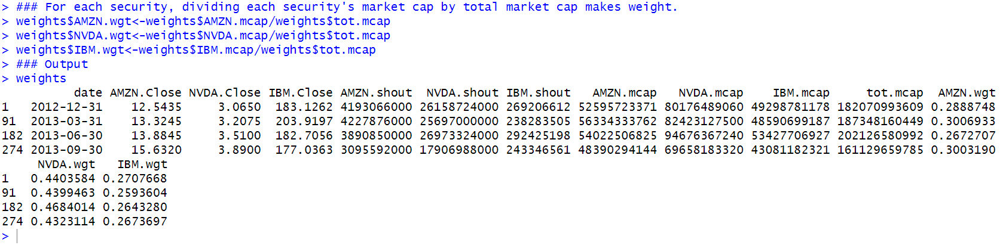 > ### For each security, dividing each security's market cap by total market cap makes weight.
> weights$AMZN.wgt<-weights$AMZN.mcap/weights$tot.mcap
> weights$NVDA.wgt<-weights$NVDA.mcap/weights$tot.mcap
> weights$IBM.wgt<-weights$IBM.mcap/weights$tot.mcap
> ### Output
> weights
          date AMZN.Close NVDA.Close IBM.Close AMZN.shout  NVDA.shout IBM.shout   AMZN.mcap   NVDA.mcap    IBM.mcap    tot.mcap  AMZN.wgt
1   2012-12-31    12.5435     3.0650  183.1262 4193066000 26158724000 269206612 52595723371 80176489060 49298781178 182070993609 0.2888748
91  2013-03-31    13.3245     3.2075  203.9197 4227876000 25697000000 238283505 56334333762 82423127500 48590699187 187348160449 0.3006933
182 2013-06-30    13.8845     3.5100  182.7056 3890850000 26973324000 292425198 54022506825 94676367240 53427706927 202126580992 0.2672707
274 2013-09-30    15.6320     3.8900  177.0363 3095592000 17906988000 243346561 48390294144 69658183320 43081182321 161129659785 0.3003190
     NVDA.wgt   IBM.wgt
1   0.4403584 0.2707668
91  0.4399463 0.2593604
182 0.4684014 0.2643280
274 0.4323114 0.2673697
>